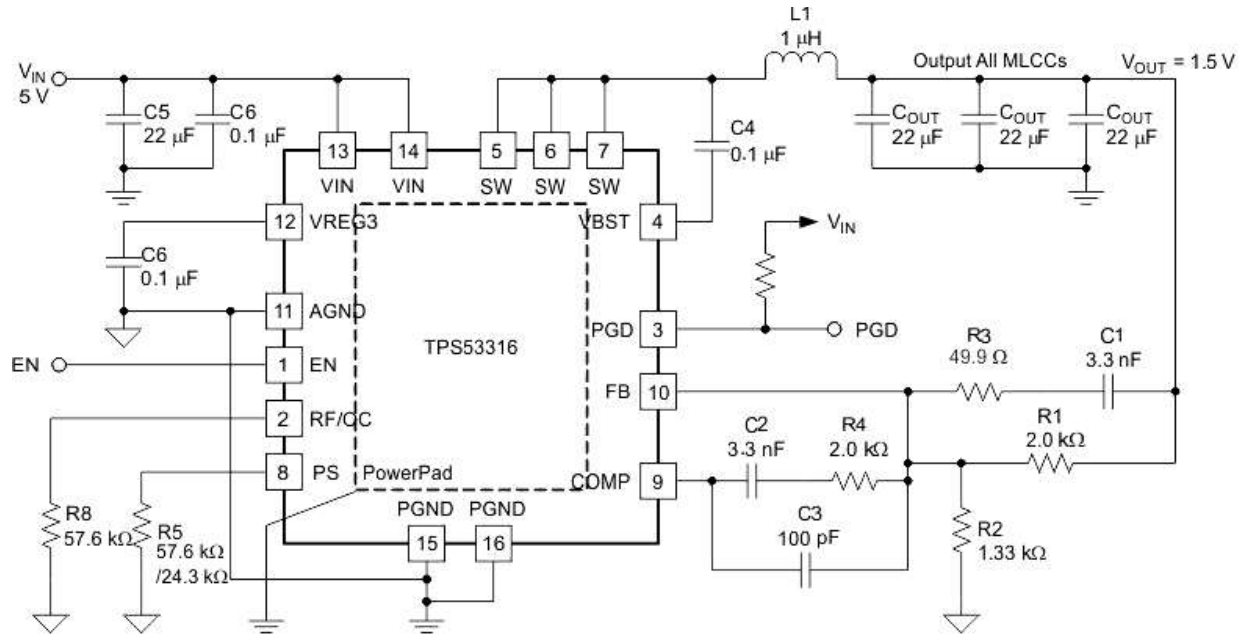 L1
1 µH
Output All MLCCs
VOUT = 1.5 V
VIN
5 V
C5
22 µF
C6
0.1 µF
C4
0.1 µF
COUT
22 µF
COUT
22 µF
COUT
22 µF
13
14
5
6
7
VIN
VIN
SW
SW
SW
12
VREG3
VBST
4
VIN
C6
0.1 µF
11
AGND
TPS53316
PGD
3
PGD
R3
49.9 Ω
C1
3.3 nF
EN
1
EN
FB
10
2
RF/OC
C2
3.3 nF
R4
2.0 kΩ
R1
2.0 kΩ
8
PS
PowerPad
COMP
9
R8
57.6 kΩ
R5
57.6 kΩ
/24.3 kΩ
PGND
PGND
15
16
C3
100 pF
R2
1.33 kΩ